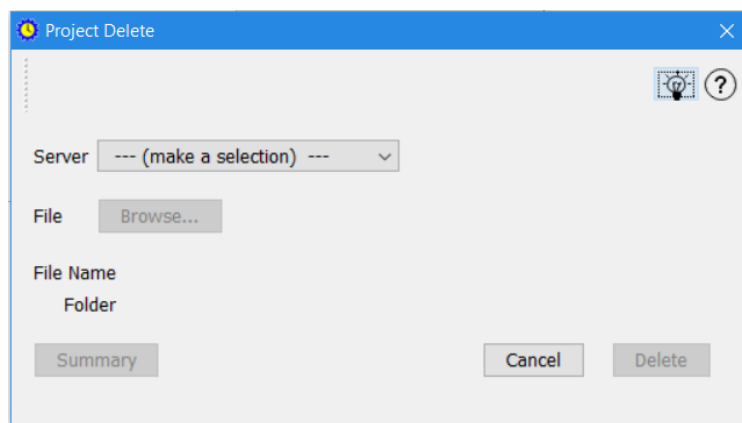 Project Delete
?
Server --- (make a selection) ---
File Browse...
File Name
Folder
Summary Cancel Delete